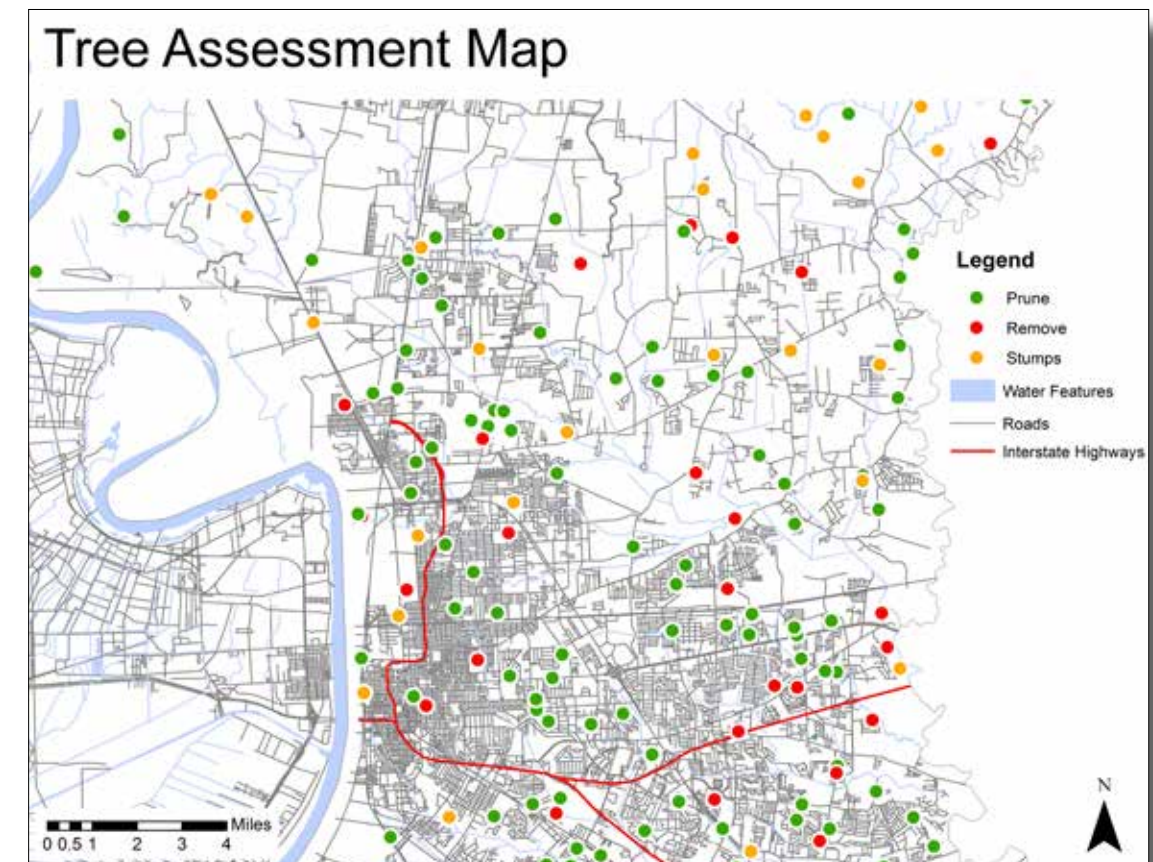 Tree Assessment Map
Legend
Prune
Remove
Stumps
Water Features
Roads
Interstate Highways
N
Miles
0 0.5 1 2 3 4